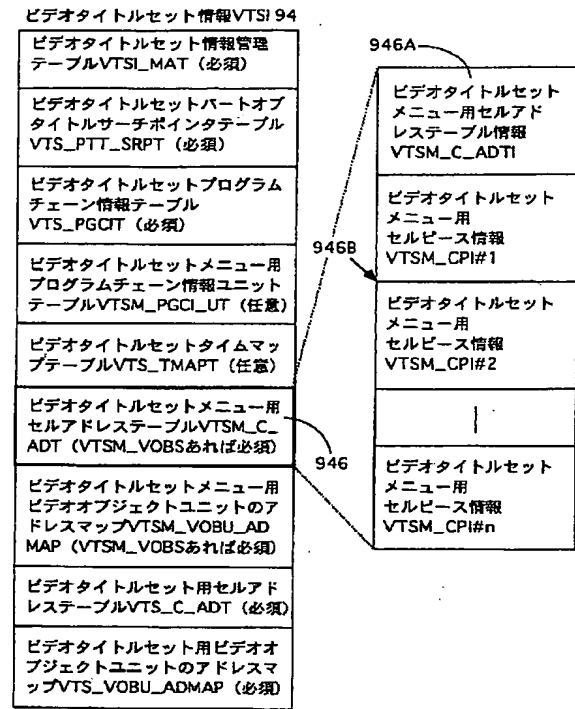 ビデオタイトルセット情報VTSI 94
ビデオタイトルセット情報管理
テーブルVTSI_MAT（必須）
ビデオタイトルセットパートオブ
タイトルサーチポインタテーブル
VTS_PTT_SRPT（必須）
ビデオタイトルセットプログラム
チェーン情報テーブル
VTS_PGCIT（必須）
ビデオタイトルセットメニュー用
プログラムチェーン情報ユニット
テーブルVTSM_PGCI_UT（任意）
ビデオタイトルセットタイムマッ
プテーブルVTS_TMAPT（任意）
ビデオタイトルセットメニュー用
セルアドレステーブルVTSM_C_
ADT（VTSM_VOBSあれば必須）
ビデオタイトルセットメニュー用
ビデオオブジェクトユニットのア
ドレスマップVTSM_VOBU_AD
MAP（VTSM_VOBSあれば必須）
ビデオタイトルセット用セルアド
レステーブルVTS_C_ADT（必須）
ビデオタイトルセット用ビデオオ
ブジェクトユニットのアドレスマ
ップVTS_VOBU_ADMAP（必須）
946
946A
946B
ビデオタイトルセット
メニュー用セルアド
レステーブル情報
VTSM_C_ADTI
ビデオタイトルセット
メニュー用
セルピース情報
VTSM_CPI#1
ビデオタイトルセット
メニュー用
セルピース情報
VTSM_CPI#2
ビデオタイトルセット
メニュー用
セルピース情報
VTSM_CPI#n